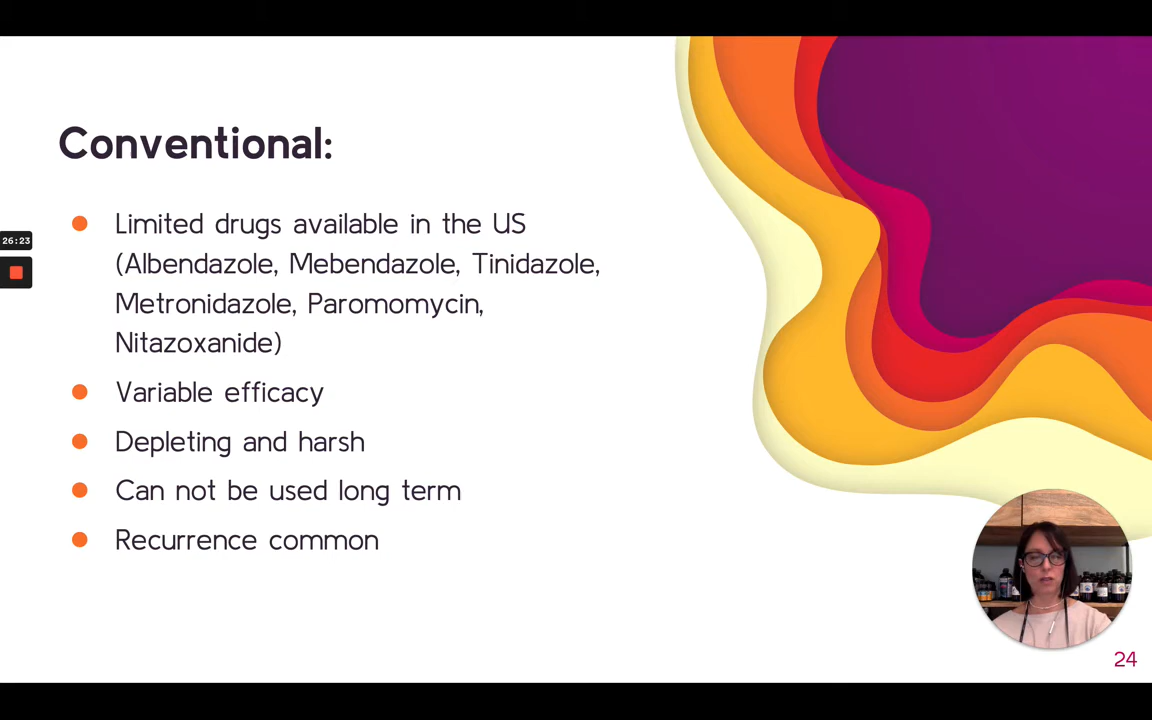 Conventional:
Limited drugs available in the US
(Albendazole, Mebendazole, Tinidazole,
Metronidazole, Paromomycin,
Nitazoxanide)
26:23
Variable efficacy
Depleting and harsh
Can not be used long term
Recurrence common
24